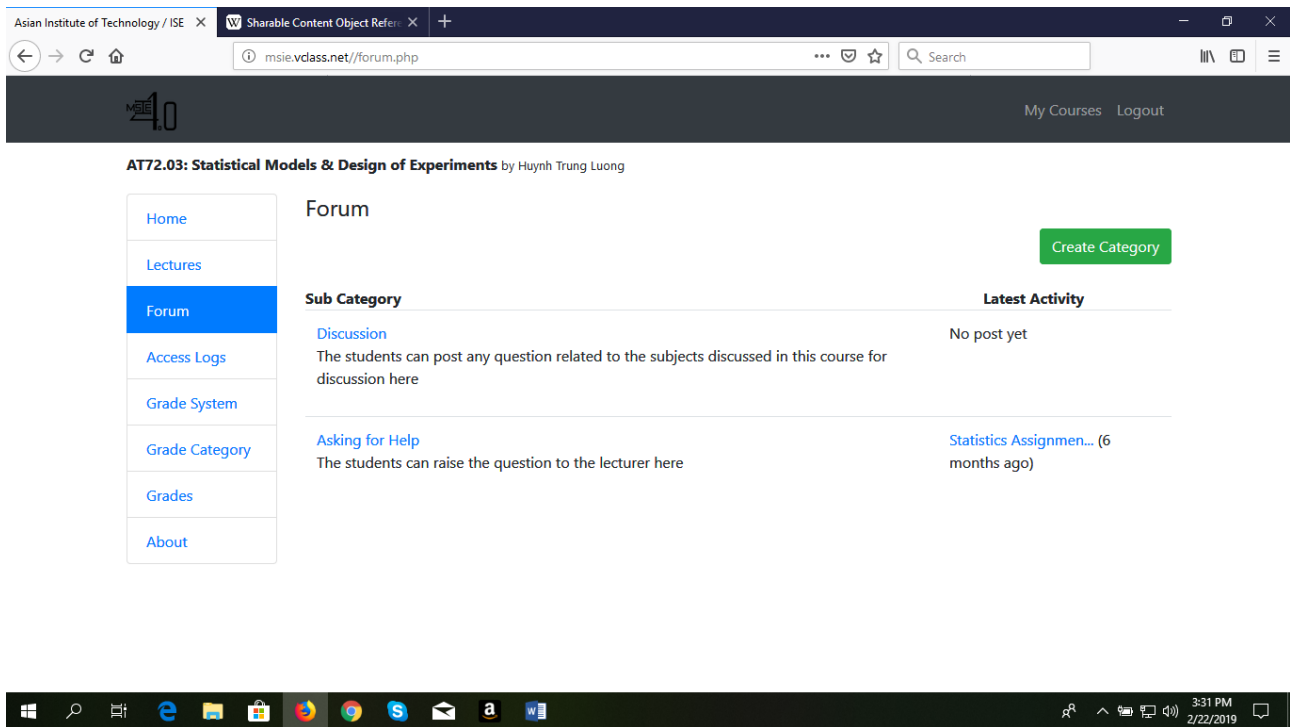 Asian Institute of Technology / ISE
W Sharable Content Object Refere
msie.vclass.net//forum.php
Search
MSIE 4.0
My Courses Logout
AT72.03: Statistical Models & Design of Experiments by Huynh Trung Luong
Home
Lectures
Forum
Access Logs
Grade System
Grade Category
Grades
About
Forum
Create Category
Sub Category Latest Activity
Discussion No post yet
The students can post any question related to the subjects discussed in this course for
discussion here
Asking for Help Statistics Assignmen... (6
The students can raise the question to the lecturer here months ago)
3:31 PM
2/22/2019